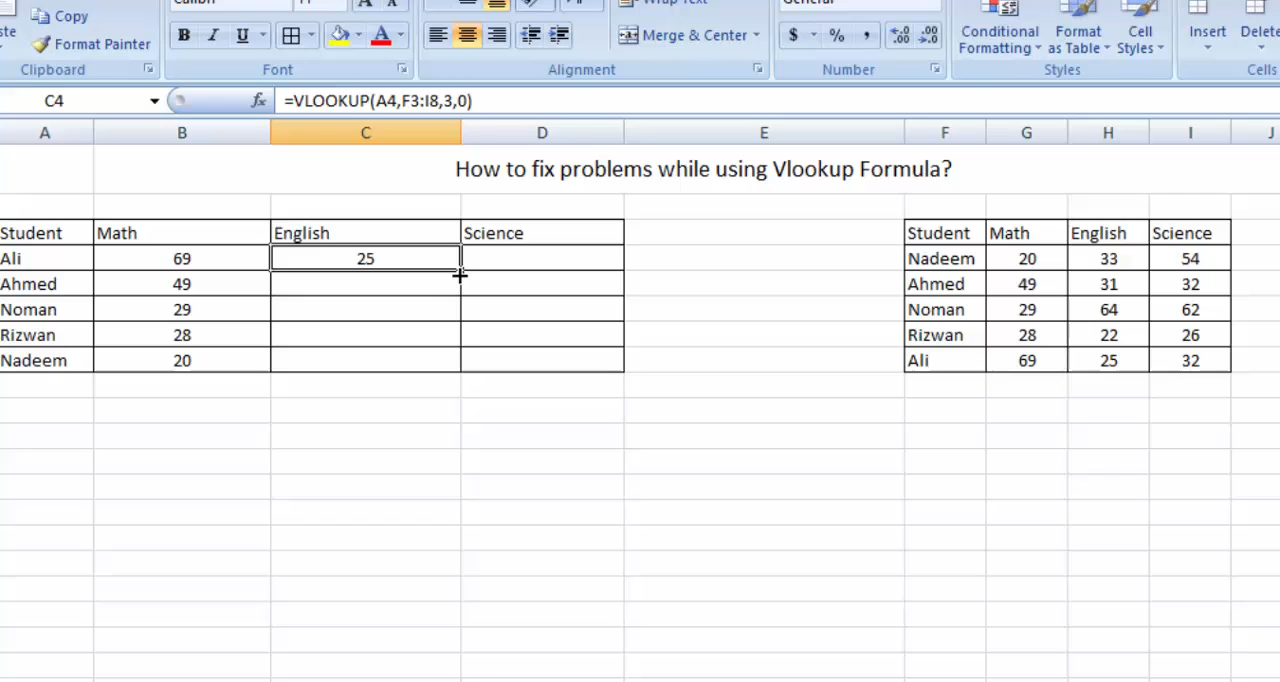 Copy
Format Painter
Clipboard
B I U A
Font
Alignment
Merge & Center
$ % ,
Number
Conditional Formatting
Format as Table
Cell Styles
Styles
Insert
Delete
Cells
C4 fx =VLOOKUP(A4,F3:I8,3,0)
A B C D E F G H I J
How to fix problems while using Vlookup Formula?
Student Math English Science Student Math English Science
Ali 69 25 Nadeem 20 33 54
Ahmed 49 Ahmed 49 31 32
Noman 29 Noman 29 64 62
Rizwan 28 Rizwan 28 22 26
Nadeem 20 Ali 69 25 32